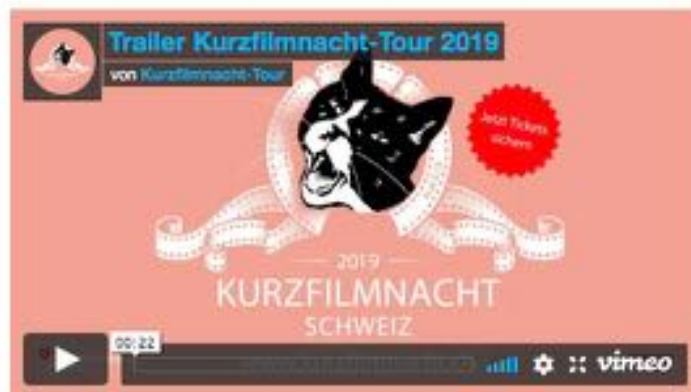 Trailer Kurzfilmnacht-Tour 2019
von Kurzfilmnacht-Tour
Jetzt Tickets
sichern
2019
KURZFILMNACHT
SCHWEIZ
00:22
vimeo